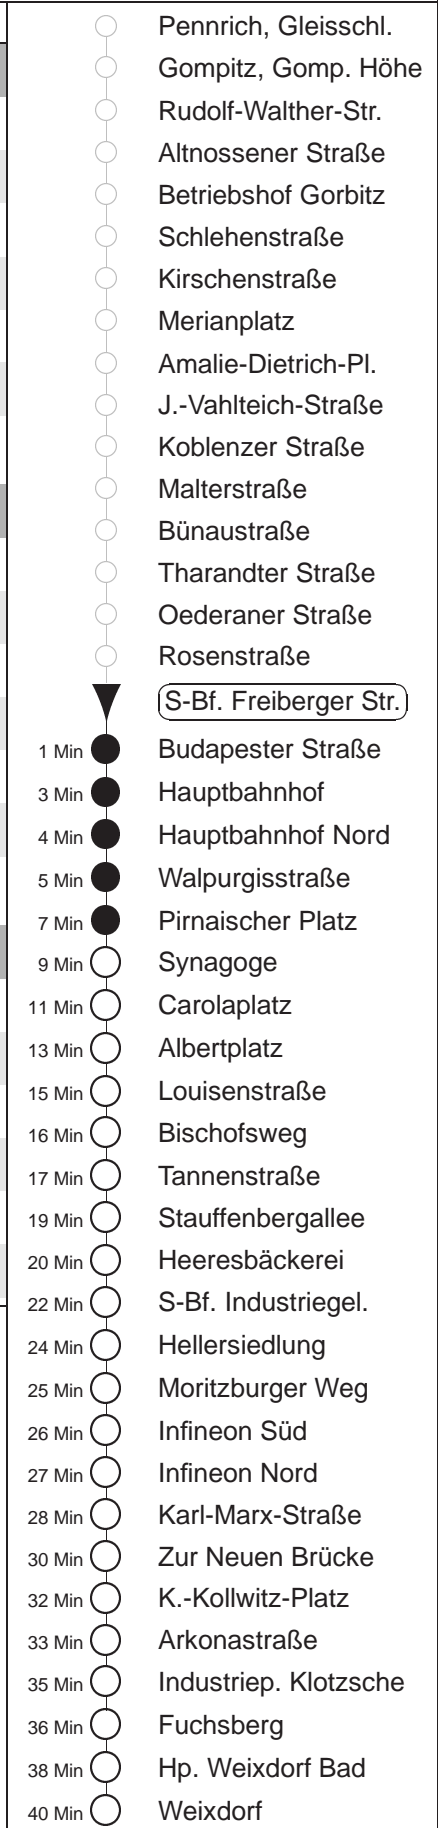 Pennrich, Gleisschl.
Gompitz, Gomp. Höhe
Rudolf-Walther-Str.
Altnossener Straße
Betriebshof Gorbitz
Schlehenstraße
Kirschenstraße
Merianplatz
Amalie-Dietrich-Pl.
J.-Vahlteich-Straße
Koblenzer Straße
Malterstraße
Bünaustraße
Tharandter Straße
Oederaner Straße
Rosenstraße
S-Bf. Freiberger Str.
1 Min Budapester Straße
3 Min Hauptbahnhof
4 Min Hauptbahnhof Nord
5 Min Walpurgisstraße
7 Min Pirnaischer Platz
9 Min Synagoge
11 Min Carolaplatz
13 Min Albertplatz
15 Min Louisenstraße
16 Min Bischofsweg
17 Min Tannenstraße
19 Min Stauffenbergallee
20 Min Heeresbäckerei
22 Min S-Bf. Industriegel.
24 Min Hellersiedlung
25 Min Moritzburger Weg
26 Min Infineon Süd
27 Min Infineon Nord
28 Min Karl-Marx-Straße
30 Min Zur Neuen Brücke
32 Min K.-Kollwitz-Platz
33 Min Arkonastraße
35 Min Industriep. Klotzsche
36 Min Fuchsberg
38 Min Hp. Weixdorf Bad
40 Min Weixdorf